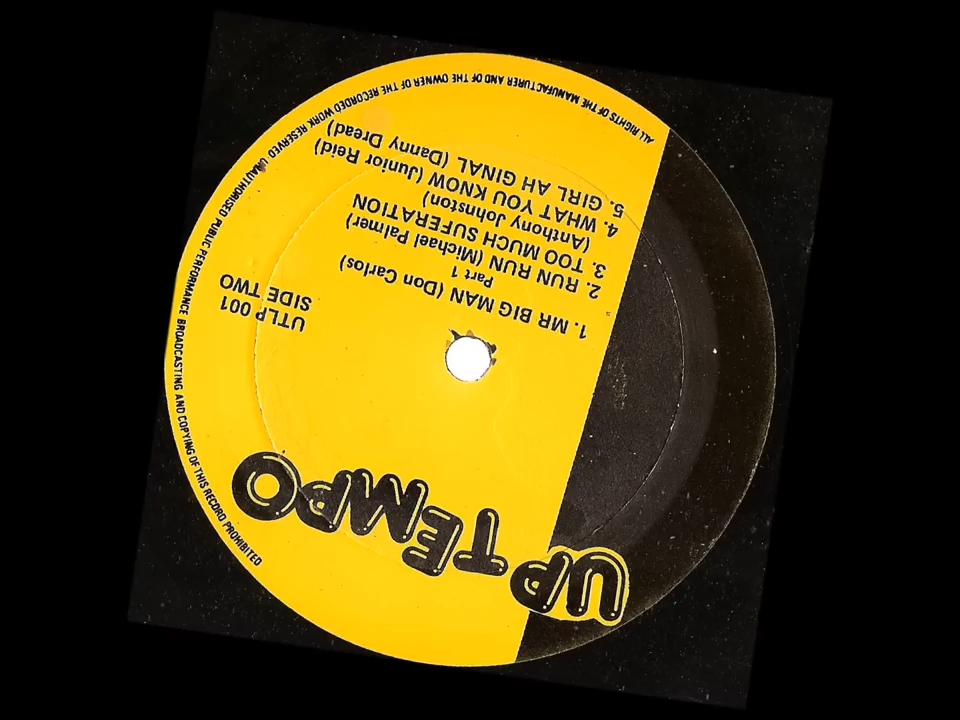 UP TEMPO
UTLP 001
SIDE TWO
1. MR BIG MAN (Don Carlos)
Part 1
2. RUN RUN (Michael Palmer)
3. TOO MUCH SUFERATION
(Anthony Johnston)
4. WHAT YOU KNOW (Junior Reid)
5. GIRL AH GINAL (Danny Dread)
ALL RIGHTS OF THE MANUFACTURER AND OF THE OWNER OF THE RECORDED WORK RESERVED UNAUTHORISED PUBLIC PERFORMANCE BROADCASTING AND COPYING OF THIS RECORD PROHIBITED